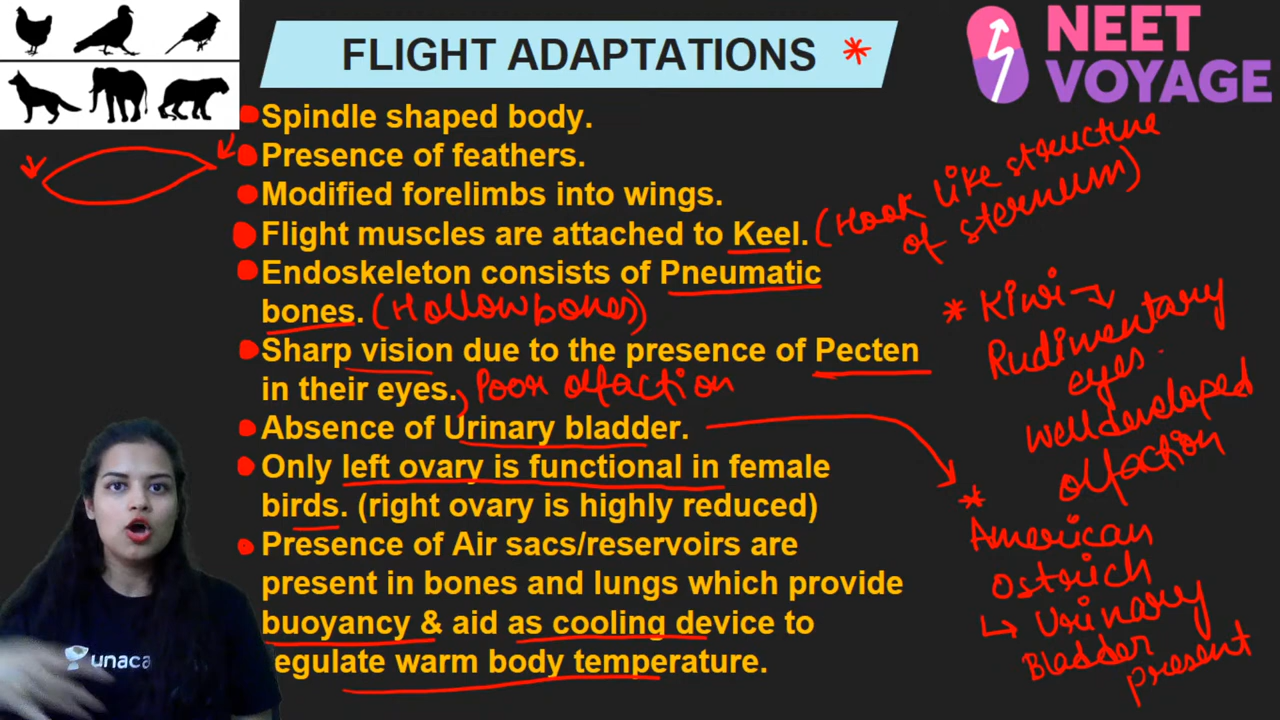 FLIGHT ADAPTATIONS *
NEET
VOYAGE
Spindle shaped body.
Presence of feathers.
Modified forelimbs into wings.
Flight muscles are attached to Keel. (Hook like structure
of sternum)
Endoskeleton consists of Pneumatic
bones. (Hollow bones)
Sharp vision due to the presence of Pecten
in their eyes., Poor olfaction
Absence of Urinary bladder.
Only left ovary is functional in female
birds. (right ovary is highly reduced)
Presence of Air sacs/reservoirs are
present in bones and lungs which provide
buoyancy & aid as cooling device to
egulate warm body temperature.
* Kiwi →
Rudimentary
eyes.
well developed
olfaction
*
American
Ostrich
↳ Urinary
Bladder
present
unaca